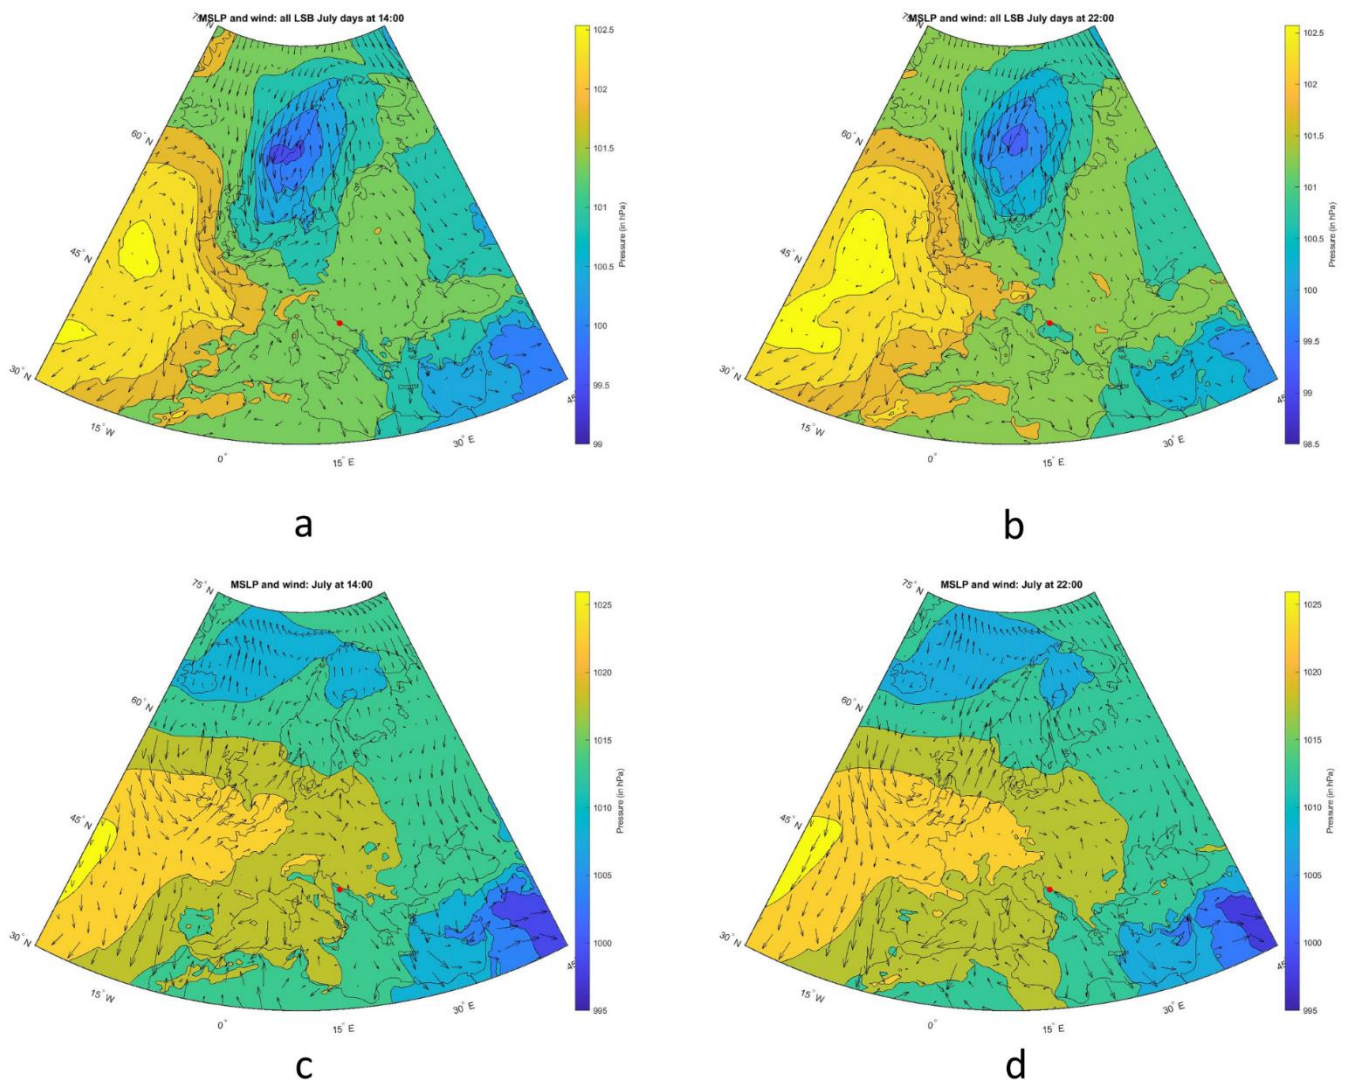 MSLP and wind: all LSB July days at 14:00
75° N
60° N
45° N
30° N
15° W
0°
15° E
30° E
45
102.5
102
101.5
101
100.5
100
99.5
99
Pressure (in hPa)
a
MSLP and wind: all LSB July days at 22:00
75° N
60° N
45° N
30° N
15° W
0°
15° E
30° E
45
102.5
102
101.5
101
100.5
100
99.5
99
98.5
Pressure (in hPa)
b
MSLP and wind: July at 14:00
75° N
60° N
45° N
30° N
15° W
0°
15° E
30° E
45
1025
1020
1015
1010
1005
1000
995
Pressure (in hPa)
c
MSLP and wind: July at 22:00
75° N
60° N
45° N
30° N
15° W
0°
15° E
30° E
45
1025
1020
1015
1010
1005
1000
995
Pressure (in hPa)
d